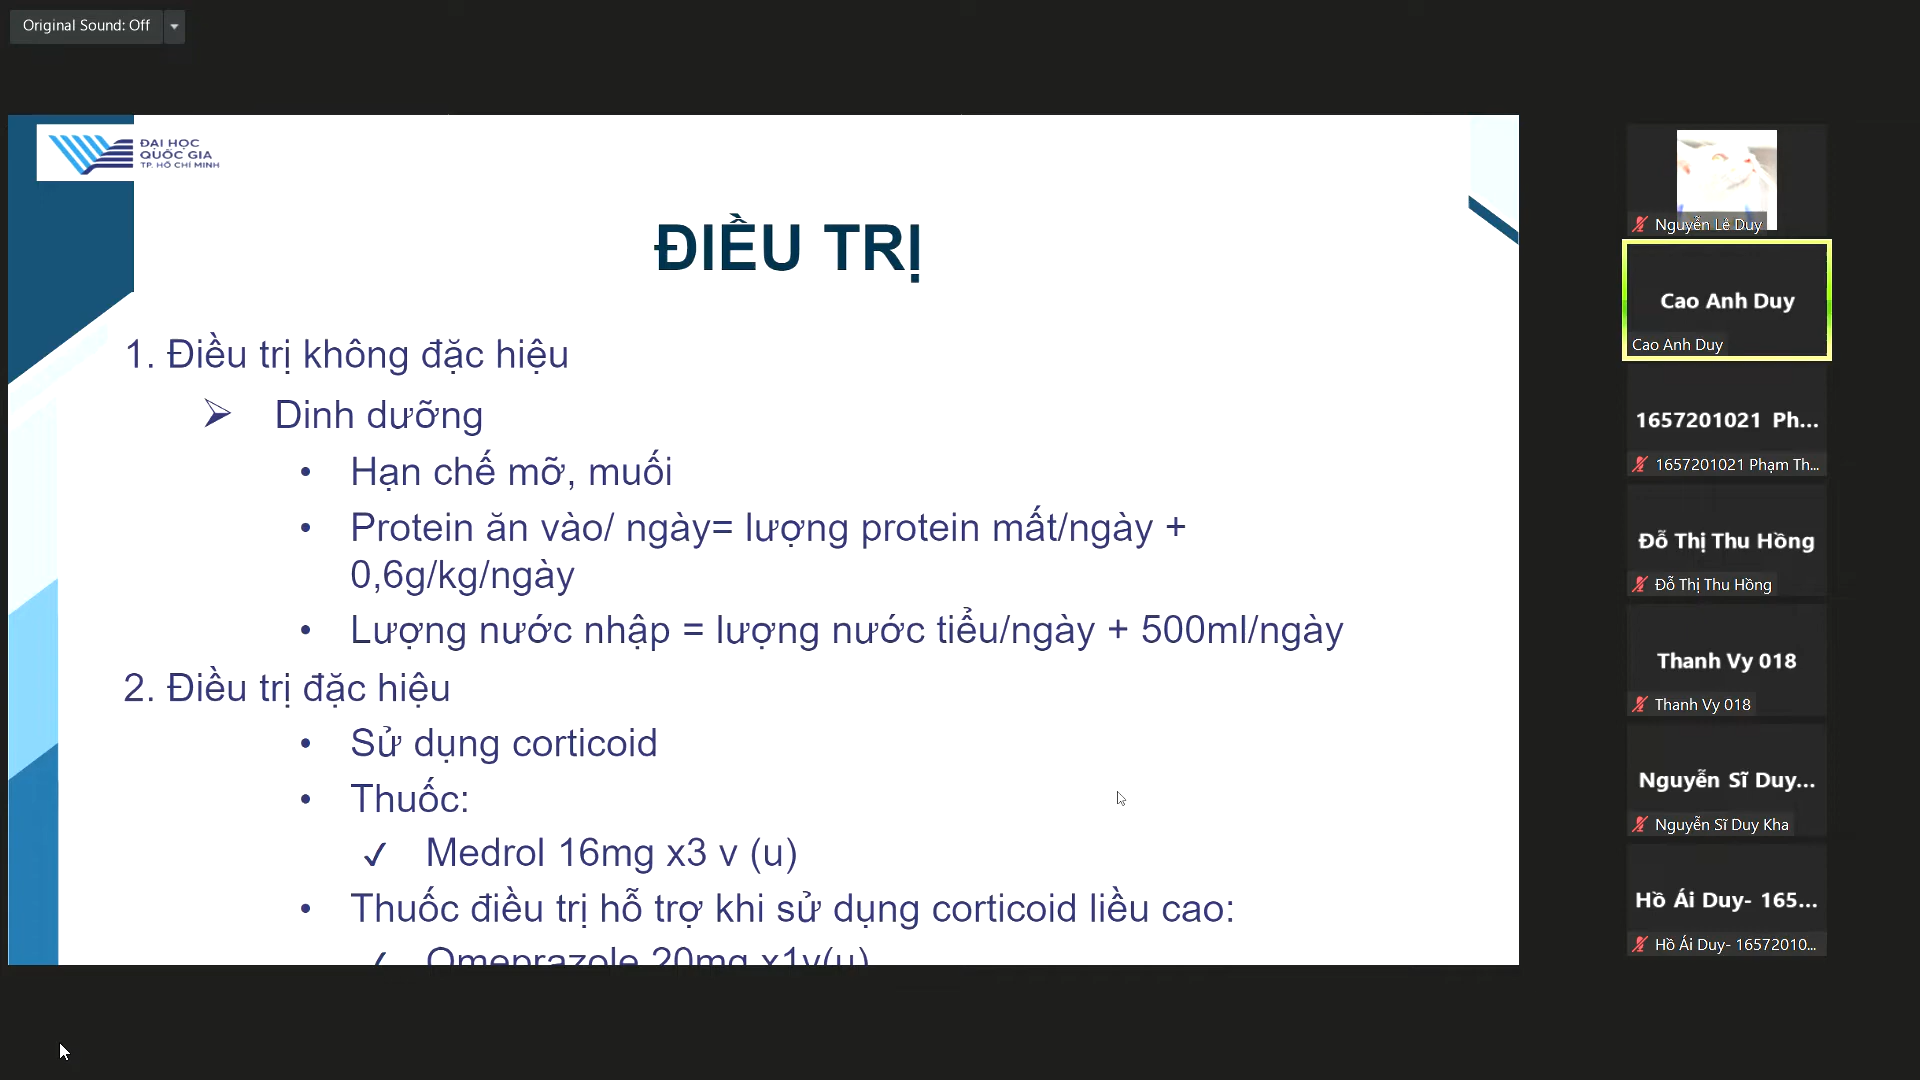 Original Sound: Off
ĐẠI HỌC
QUỐC GIA
TP. HỒ CHÍ MINH
ĐIỀU TRỊ
1. Điều trị không đặc hiệu
➢ Dinh dưỡng
• Hạn chế mỡ, muối
• Protein ăn vào/ ngày= lượng protein mất/ngày +
0,6g/kg/ngày
• Lượng nước nhập = lượng nước tiểu/ngày + 500ml/ngày
2. Điều trị đặc hiệu
• Sử dụng corticoid
• Thuốc:
✓ Medrol 16mg x3 v (u)
• Thuốc điều trị hỗ trợ khi sử dụng corticoid liều cao:
✓ Omeprazole 20mg x1v(u)
Nguyễn Lê Duy
Cao Anh Duy
Cao Anh Duy
1657201021 Ph...
1657201021 Phạm Th...
Đỗ Thị Thu Hồng
Đỗ Thị Thu Hồng
Thanh Vy 018
Thanh Vy 018
Nguyễn Sĩ Duy...
Nguyễn Sĩ Duy Kha
Hồ Ái Duy- 165...
Hồ Ái Duy- 16572010...